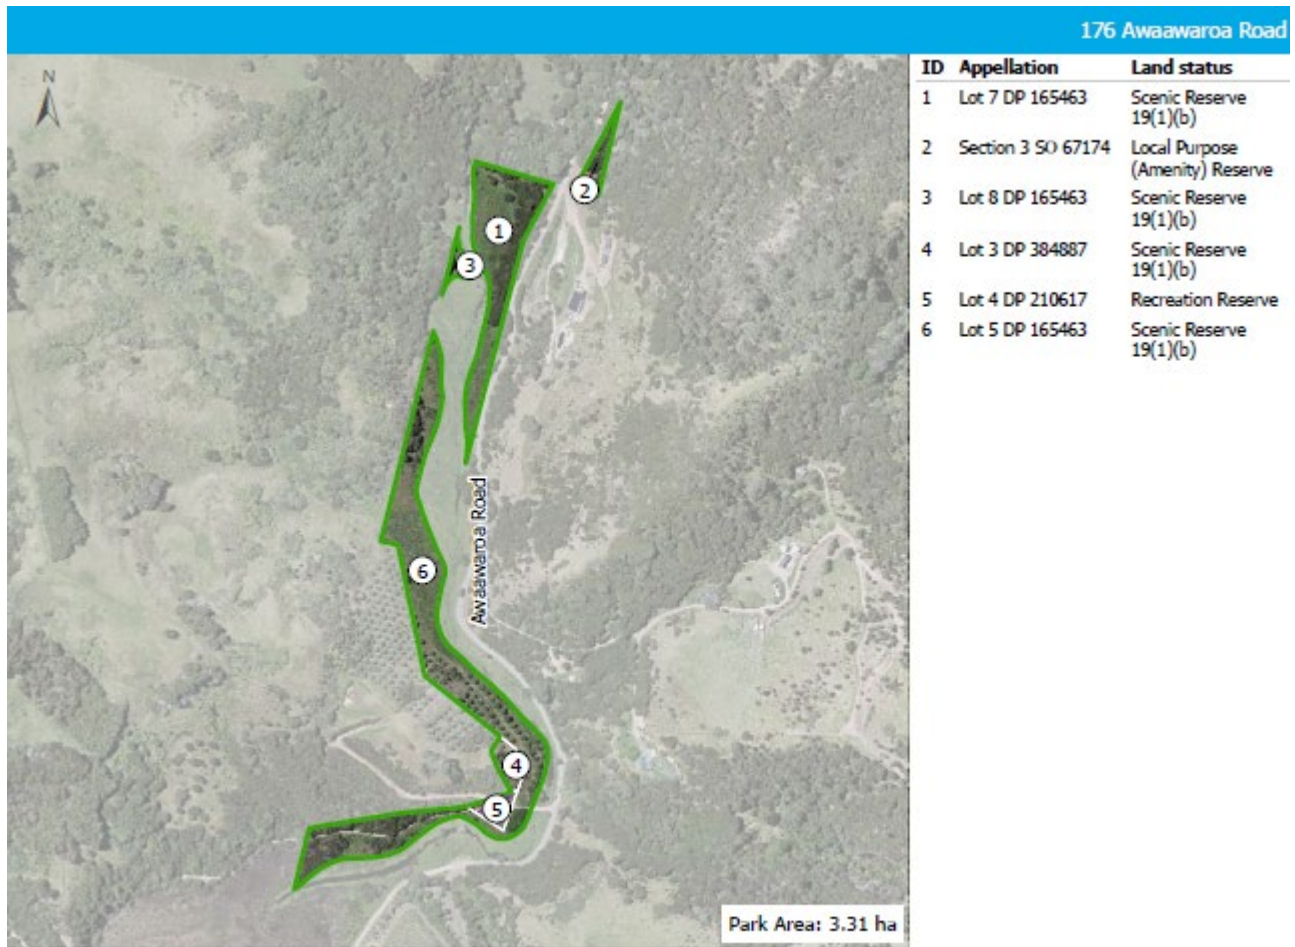 176 Awaawaroa Road
N
ID Appellation Land status
1 Lot 7 DP 165463 Scenic Reserve
19(1)(b)
2 Section 3 SO 67174 Local Purpose
(Amenity) Reserve
3 Lot 8 DP 165463 Scenic Reserve
19(1)(b)
4 Lot 3 DP 384887 Scenic Reserve
19(1)(b)
5 Lot 4 DP 210617 Recreation Reserve
6 Lot 5 DP 165463 Scenic Reserve
19(1)(b)
2
1
3
Awaawaroa Road
6
4
5
Park Area: 3.31 ha